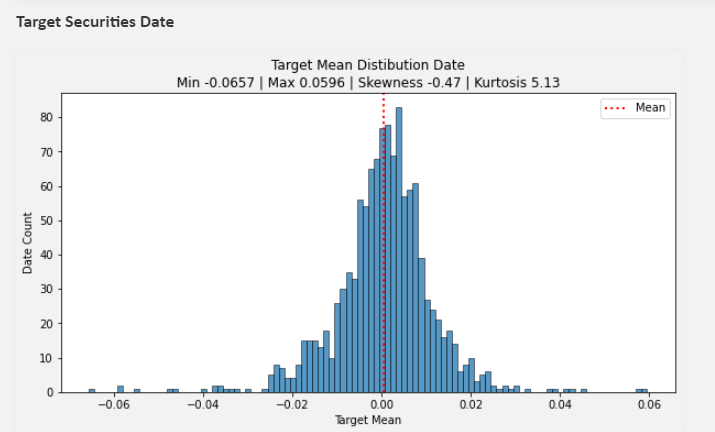 Target Securities Date
Target Mean Distibution Date
Min -0.0657 | Max 0.0596 | Skewness -0.47 | Kurtosis 5.13
Mean
80
70
60
50
40
30
20
10
0
Date Count
−0.06 −0.04 −0.02 0.00 0.02 0.04 0.06
Target Mean